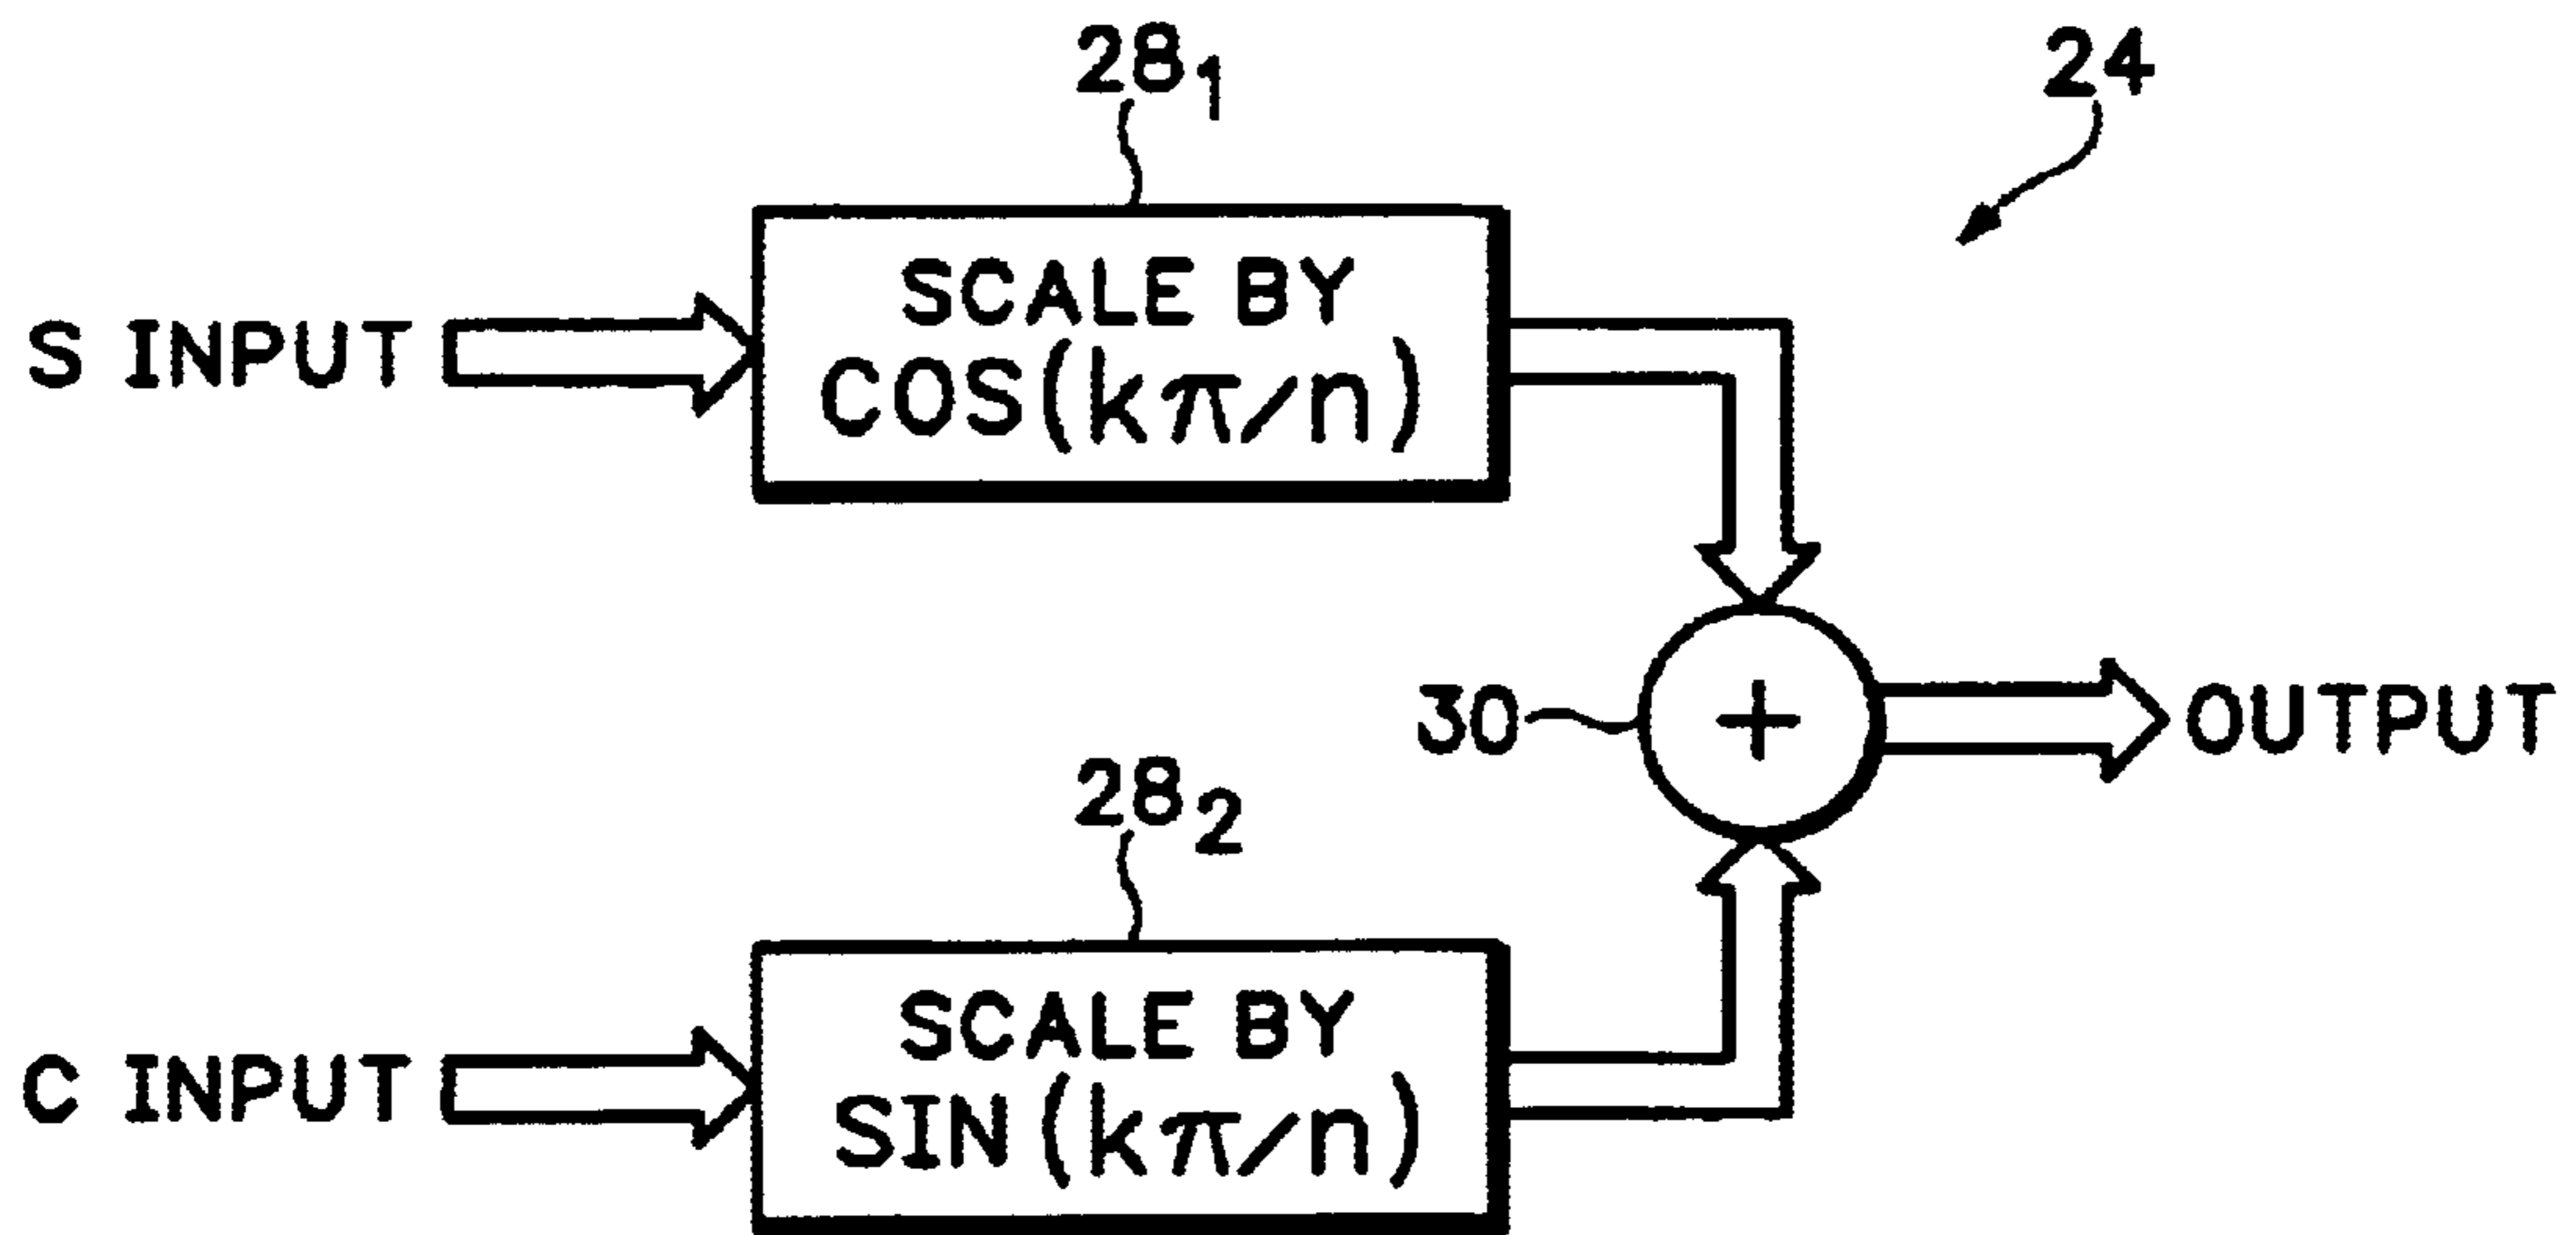 28₁
24
S INPUT
SCALE BY
COS(kπ/n)
30
+
OUTPUT
28₂
C INPUT
SCALE BY
SIN(kπ/n)